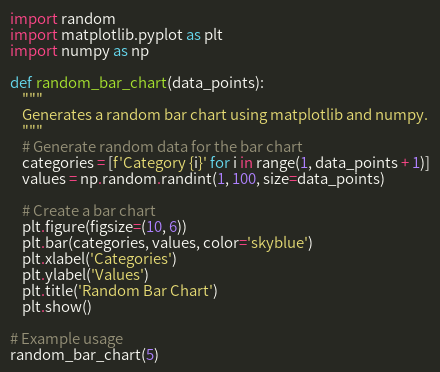 import random
import matplotlib.pyplot as plt
import numpy as np

def random_bar_chart(data_points):
    """
    Generates a random bar chart using matplotlib and numpy.
    """
    # Generate random data for the bar chart
    categories = [f'Category {i}' for i in range(1, data_points + 1)]
    values = np.random.randint(1, 100, size=data_points)

    # Create a bar chart
    plt.figure(figsize=(10, 6))
    plt.bar(categories, values, color='skyblue')
    plt.xlabel('Categories')
    plt.ylabel('Values')
    plt.title('Random Bar Chart')
    plt.show()

# Example usage
random_bar_chart(5)